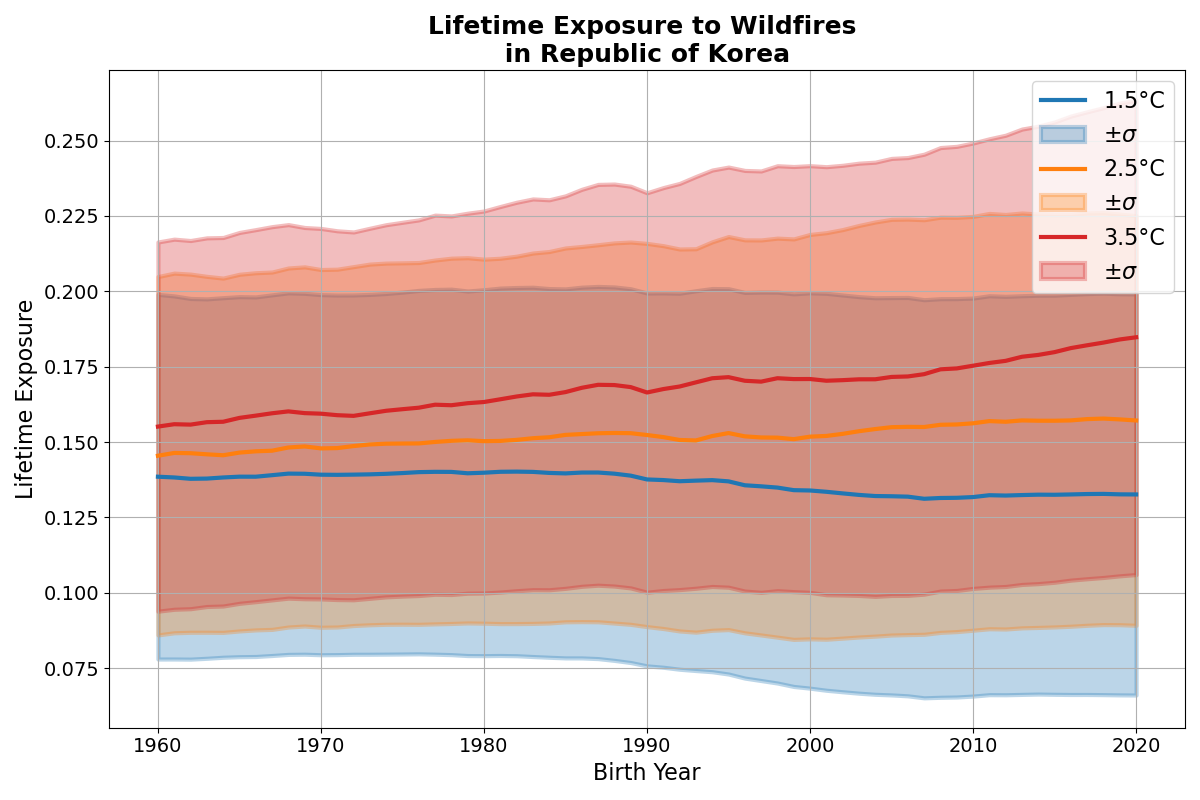 Lifetime Exposure to Wildfires
in Republic of Korea
1.5°C
±σ
2.5°C
±σ
3.5°C
±σ
Lifetime Exposure
0.250
0.225
0.200
0.175
0.150
0.125
0.100
0.075
1960 1970 1980 1990 2000 2010 2020
Birth Year